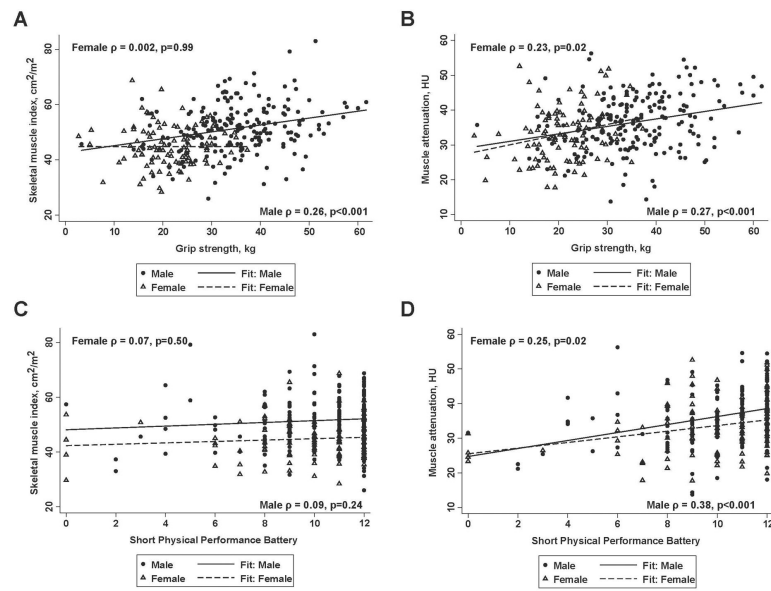 A
Female ρ = 0.002, p=0.99
Skeletal muscle index, cm2/m2
80
60
40
20
0 10 20 30 40 50 60
Male ρ = 0.26, p<0.001
Grip strength, kg
Male Fit: Male
Female Fit: Female
B
Female ρ = 0.23, p=0.02
Muscle attenuation, HU
60
50
40
30
20
10
0 10 20 30 40 50 60
Male ρ = 0.27, p<0.001
Grip strength, kg
Male Fit: Male
Female Fit: Female
C
Female ρ = 0.07, p=0.50
Skeletal muscle index, cm2/m2
80
60
40
20
0 2 4 6 8 10 12
Male ρ = 0.09, p=0.24
Short Physical Performance Battery
Male Fit: Male
Female Fit: Female
D
Female ρ = 0.25, p=0.02
Muscle attenuation, HU
60
50
40
30
20
10
0 2 4 6 8 10 12
Male ρ = 0.38, p<0.001
Short Physical Performance Battery
Male Fit: Male
Female Fit: Female